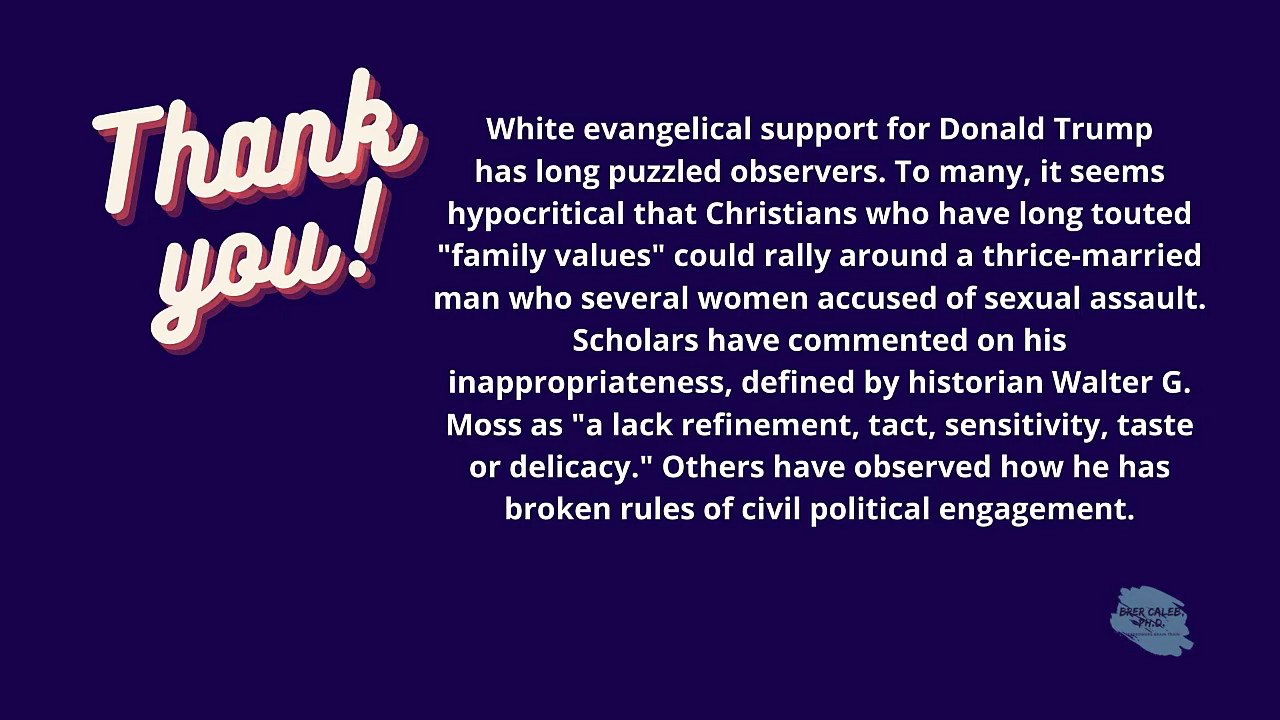 Thank
you!
White evangelical support for Donald Trump
has long puzzled observers. To many, it seems
hypocritical that Christians who have long touted
"family values" could rally around a thrice-married
man who several women accused of sexual assault.
Scholars have commented on his
inappropriateness, defined by historian Walter G.
Moss as "a lack refinement, tact, sensitivity, taste
or delicacy." Others have observed how he has
broken rules of civil political engagement.
BRER CALEB,
PH.D.